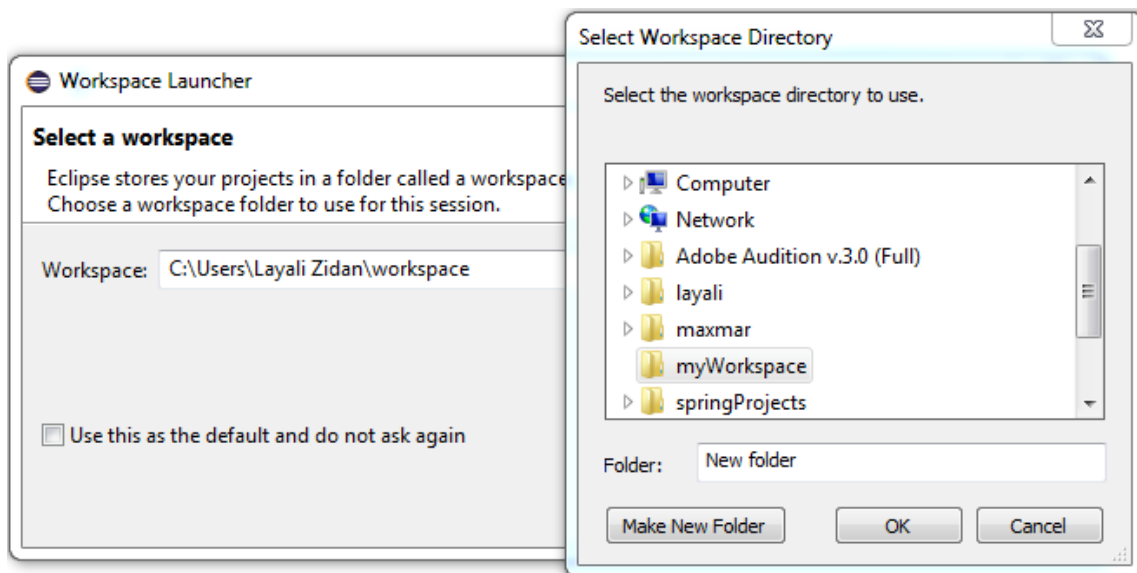 Workspace Launcher
Select a workspace
Eclipse stores your projects in a folder called a workspace
Choose a workspace folder to use for this session.
Workspace: C:\Users\Layali Zidan\workspace
Use this as the default and do not ask again
Select Workspace Directory
Select the workspace directory to use.
Computer
Network
Adobe Audition v.3.0 (Full)
layali
maxmar
myWorkspace
springProjects
Folder: New folder
Make New Folder OK Cancel